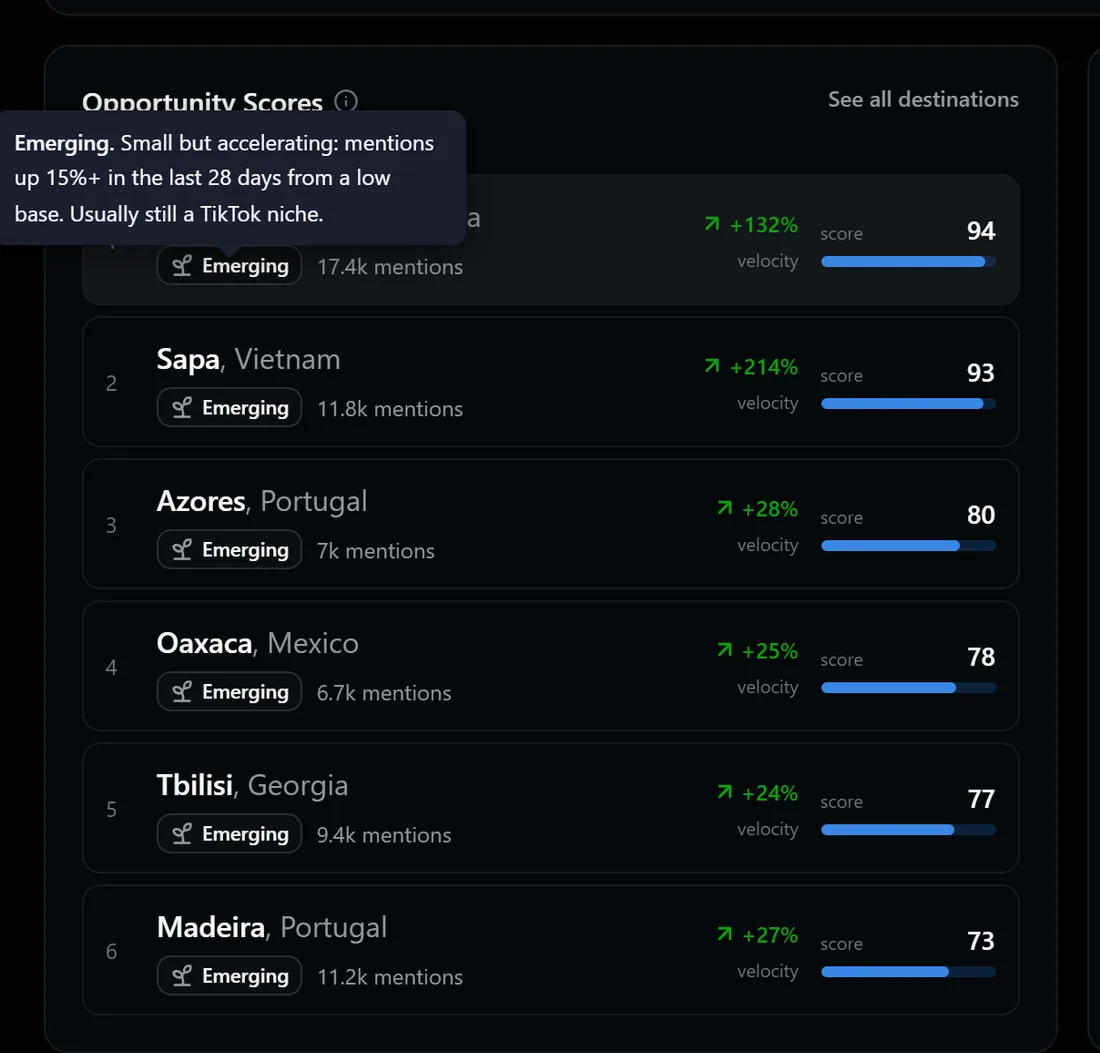 Opportunity Scores
See all destinations
Emerging. Small but accelerating: mentions
up 15%+ in the last 28 days from a low
base. Usually still a TikTok niche.
a
Emerging 17.4k mentions
+132%
velocity
score 94
2
Sapa, Vietnam
Emerging 11.8k mentions
+214%
velocity
score 93
3
Azores, Portugal
Emerging 7k mentions
+28%
velocity
score 80
4
Oaxaca, Mexico
Emerging 6.7k mentions
+25%
velocity
score 78
5
Tbilisi, Georgia
Emerging 9.4k mentions
+24%
velocity
score 77
6
Madeira, Portugal
Emerging 11.2k mentions
+27%
velocity
score 73